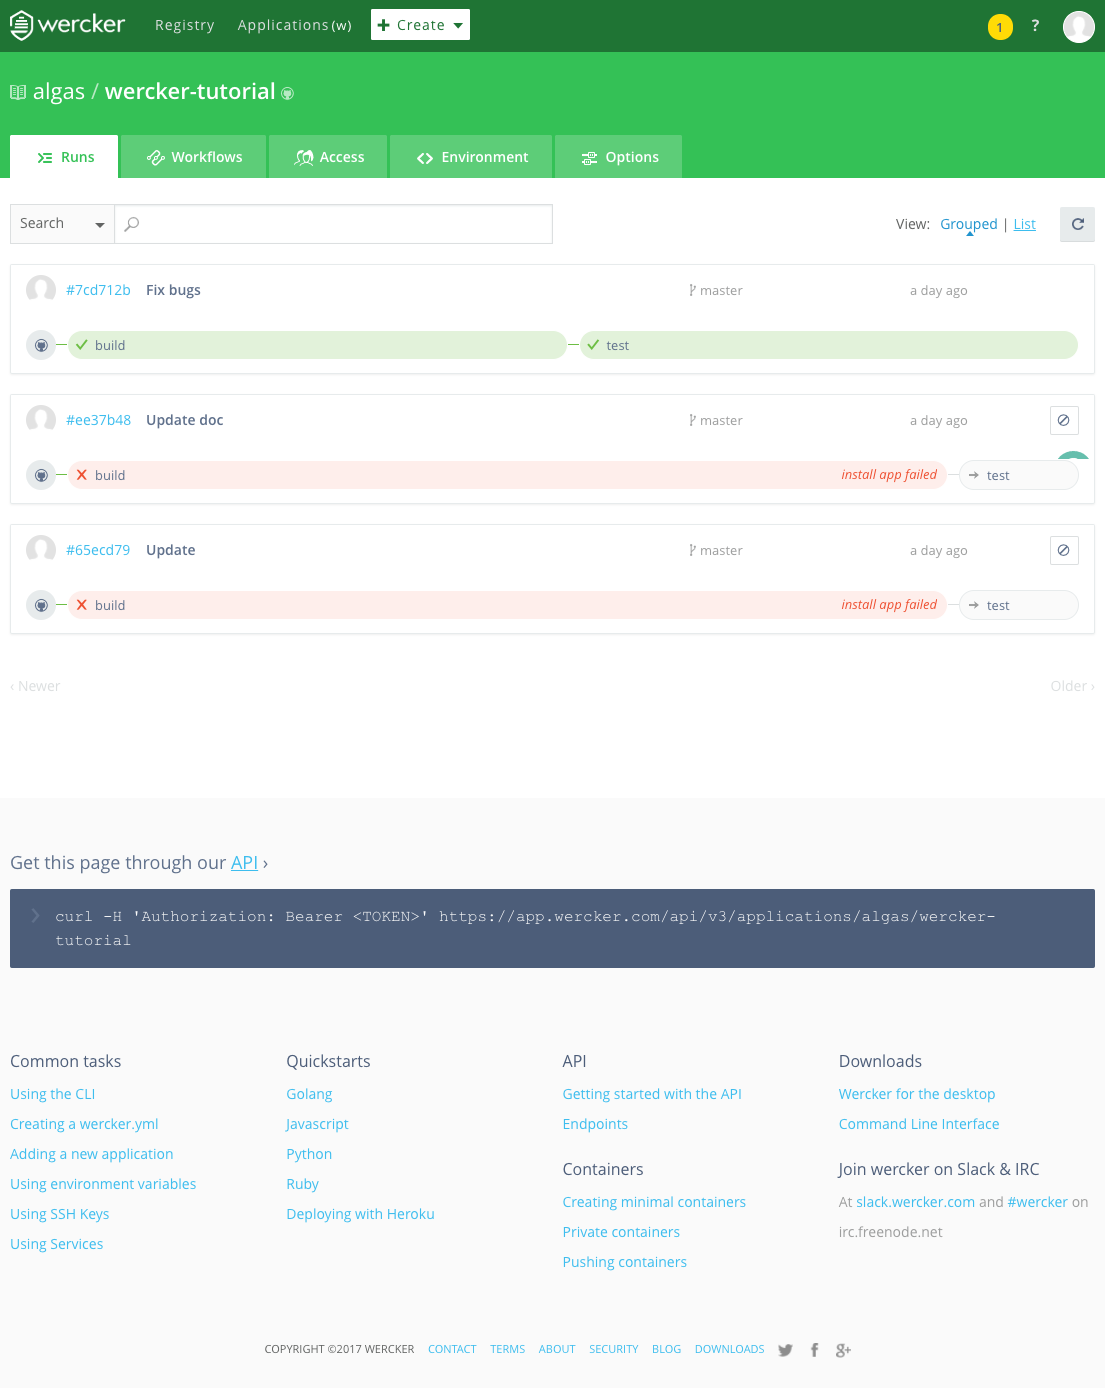 wercker Registry Applications (w) Create 1 ?
algas / wercker-tutorial
Runs Workflows Access Environment Options
Search View: Grouped | List
#7cd712b Fix bugs master a day ago
build test
#ee37b48 Update doc master a day ago
build install app failed test
#65ecd79 Update master a day ago
build install app failed test
‹ Newer Older ›
Get this page through our API ›
curl -H 'Authorization: Bearer <TOKEN>' https://app.wercker.com/api/v3/applications/algas/wercker-
tutorial
Common tasks
Using the CLI
Creating a wercker.yml
Adding a new application
Using environment variables
Using SSH Keys
Using Services
Quickstarts
Golang
Javascript
Python
Ruby
Deploying with Heroku
API
Getting started with the API
Endpoints
Containers
Creating minimal containers
Private containers
Pushing containers
Downloads
Wercker for the desktop
Command Line Interface
Join wercker on Slack & IRC
At slack.wercker.com and #wercker on
irc.freenode.net
COPYRIGHT ©2017 WERCKER CONTACT TERMS ABOUT SECURITY BLOG DOWNLOADS